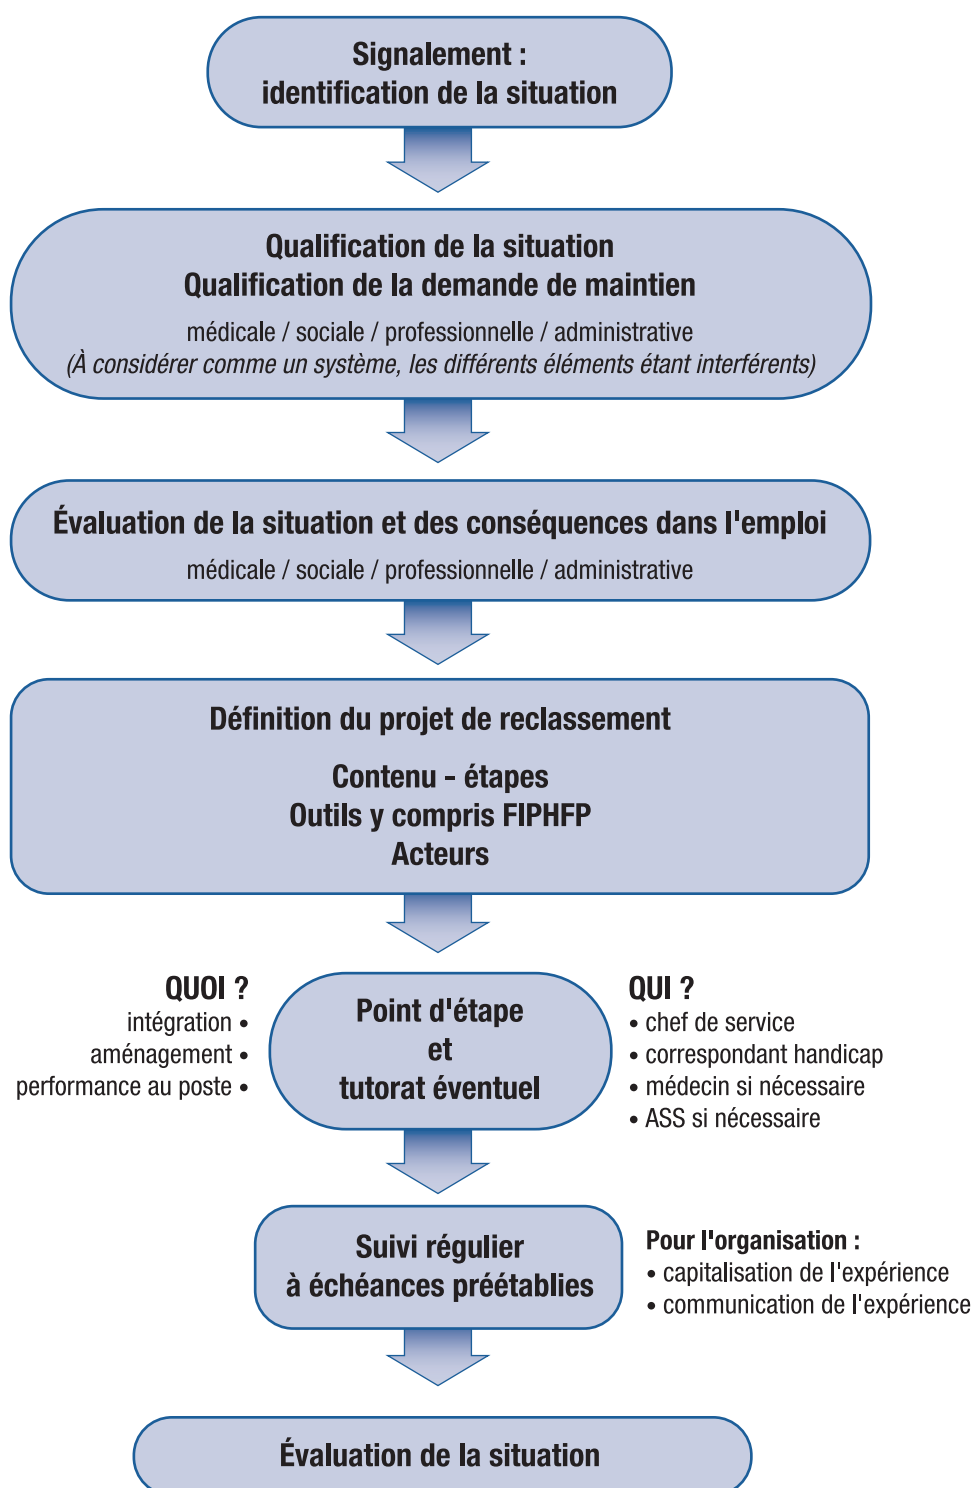 Signalement :
identification de la situation
Qualification de la situation
Qualification de la demande de maintien
médicale / sociale / professionnelle / administrative
(À considérer comme un système, les différents éléments étant interférents)
Évaluation de la situation et des conséquences dans l'emploi
médicale / sociale / professionnelle / administrative
Définition du projet de reclassement
Contenu - étapes
Outils y compris FIPHFP
Acteurs
QUOI ?
intégration •
aménagement •
performance au poste •
Point d'étape
et
tutorat éventuel
QUI ?
• chef de service
• correspondant handicap
• médecin si nécessaire
• ASS si nécessaire
Suivi régulier
à échéances préétablies
Pour l'organisation :
• capitalisation de l'expérience
• communication de l'expérience
Évaluation de la situation